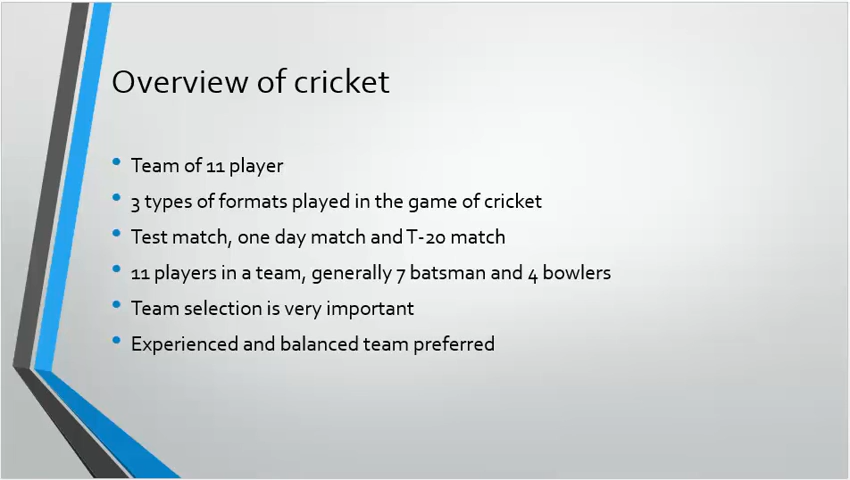 Overview of cricket
• Team of 11 player
• 3 types of formats played in the game of cricket
• Test match, one day match and T-20 match
• 11 players in a team, generally 7 batsman and 4 bowlers
• Team selection is very important
• Experienced and balanced team preferred